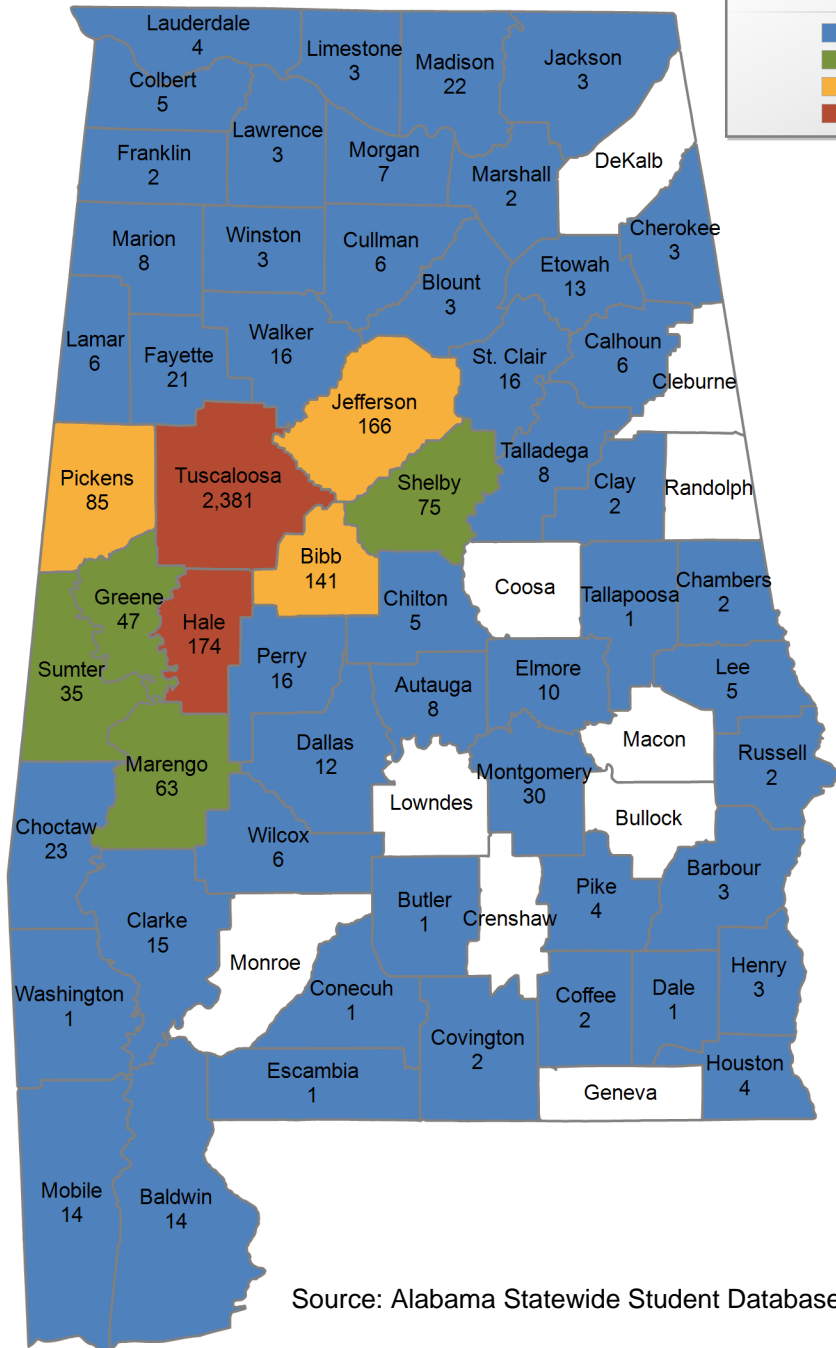 Lauderdale
4
Limestone
3
Madison
22
Jackson
3
Colbert
5
Lawrence
3
Franklin
2
Morgan
7
Marshall
2
DeKalb
Cherokee
3
Marion
8
Winston
3
Cullman
6
Blount
3
Etowah
13
Lamar
6
Fayette
21
Walker
16
St. Clair
16
Calhoun
6
Cleburne
Jefferson
166
Pickens
85
Tuscaloosa
2,381
Shelby
75
Talladega
8
Clay
2
Randolph
Bibb
141
Greene
47
Hale
174
Chilton
5
Coosa
Tallapoosa
1
Chambers
2
Sumter
35
Perry
16
Autauga
8
Elmore
10
Lee
5
Marengo
63
Dallas
12
Montgomery
30
Macon
Russell
2
Lowndes
Bullock
Choctaw
23
Wilcox
6
Barbour
3
Clarke
15
Butler
1
Crenshaw
Pike
4
Monroe
Washington
1
Conecuh
1
Covington
2
Coffee
2
Dale
1
Henry
3
Escambia
1
Geneva
Houston
4
Mobile
14
Baldwin
14
Source: Alabama Statewide Student Database